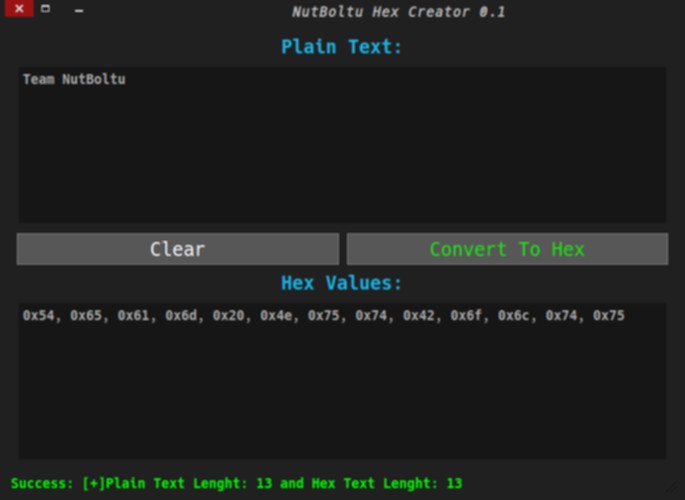 NutBoltu Hex Creator 0.1
Plain Text:
Team NutBoltu
Clear
Convert To Hex
Hex Values:
0x54, 0x65, 0x61, 0x6d, 0x20, 0x4e, 0x75, 0x74, 0x42, 0x6f, 0x6c, 0x74, 0x75
Success: [+]Plain Text Lenght: 13 and Hex Text Lenght: 13